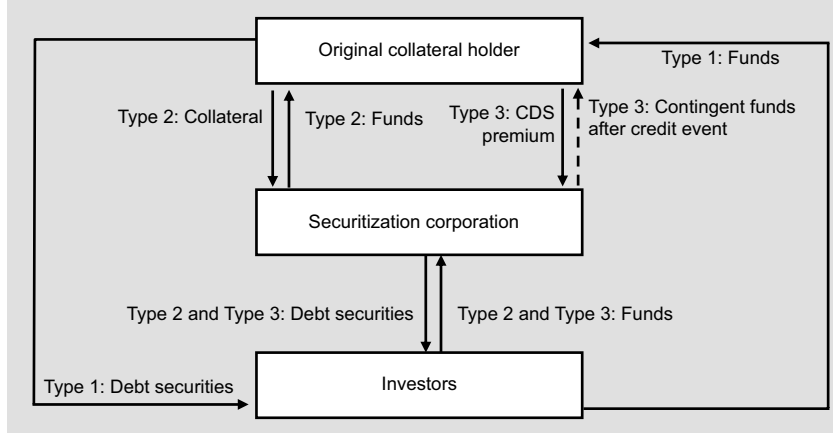 Original collateral holder
Type 1: Funds
Type 2: Collateral
Type 2: Funds
Type 3: CDS
premium
Type 3: Contingent funds
after credit event
Securitization corporation
Type 2 and Type 3: Debt securities
Type 2 and Type 3: Funds
Type 1: Debt securities
Investors